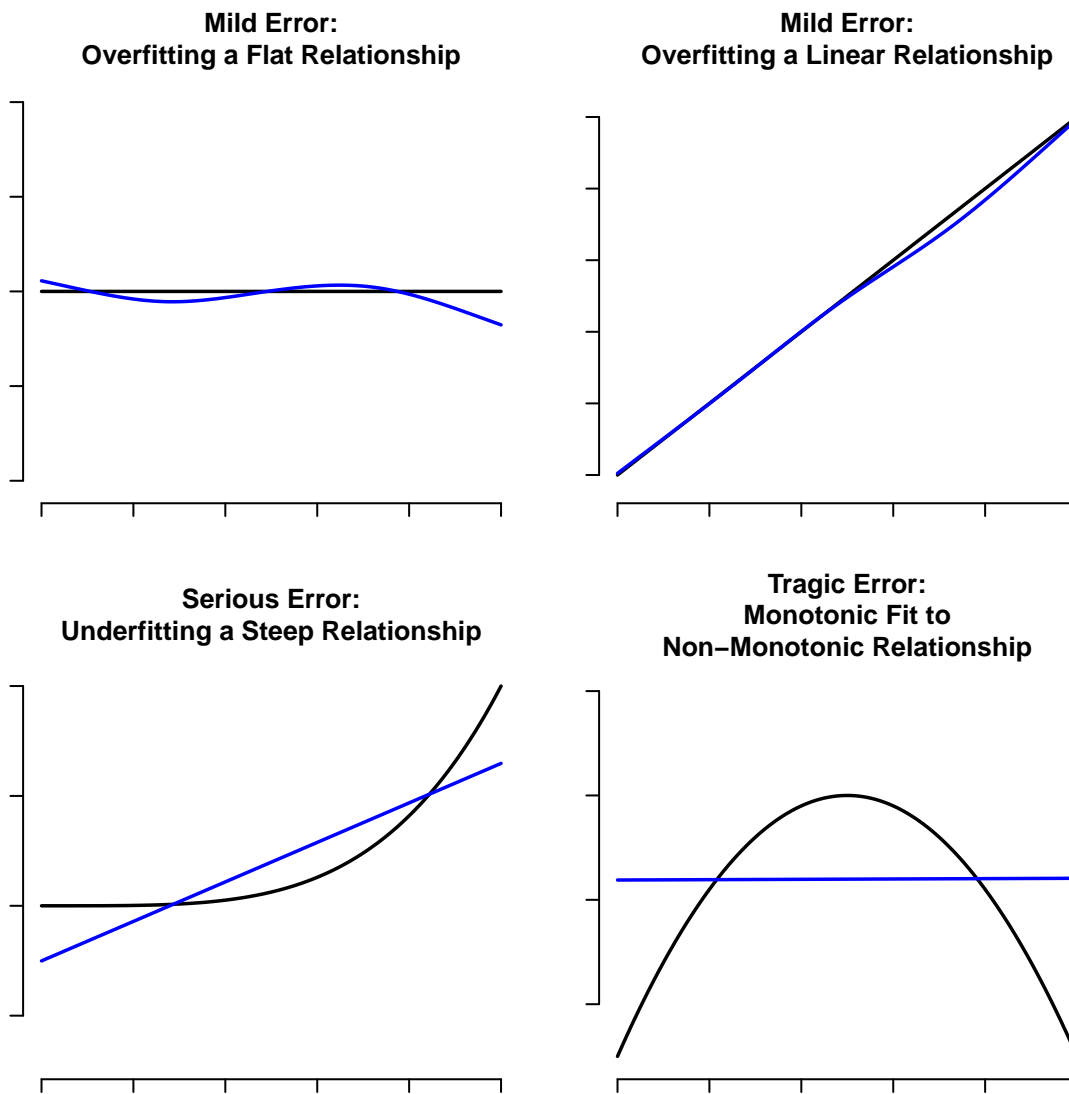 Mild Error:
Overfitting a Flat Relationship
Mild Error:
Overfitting a Linear Relationship
Serious Error:
Underfitting a Steep Relationship
Tragic Error:
Monotonic Fit to
Non−Monotonic Relationship